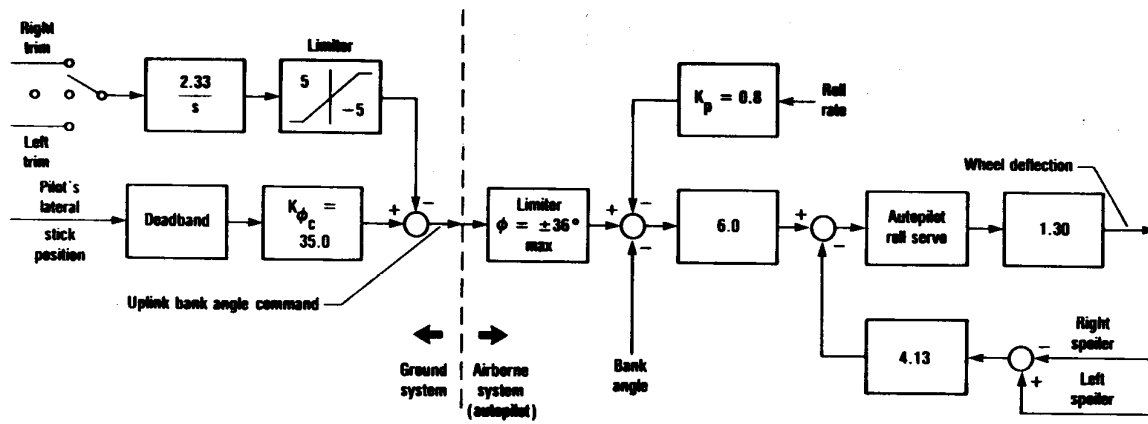 Right
trim
Left
trim
2.33
s
Limiter
5
−5
Pilot's
lateral
stick
position
Deadband
K
ϕc =
35.0
+
−
Uplink bank angle command
Ground
system
Airborne
system
(autopilot)
Limiter
ϕ = ±36°
max
+
−
−
Kp = 0.8
Roll
rate
Bank
angle
6.0
+
−
Autopilot
roll servo
1.30
Wheel deflection
4.13
−
+
Right
spoiler
Left
spoiler